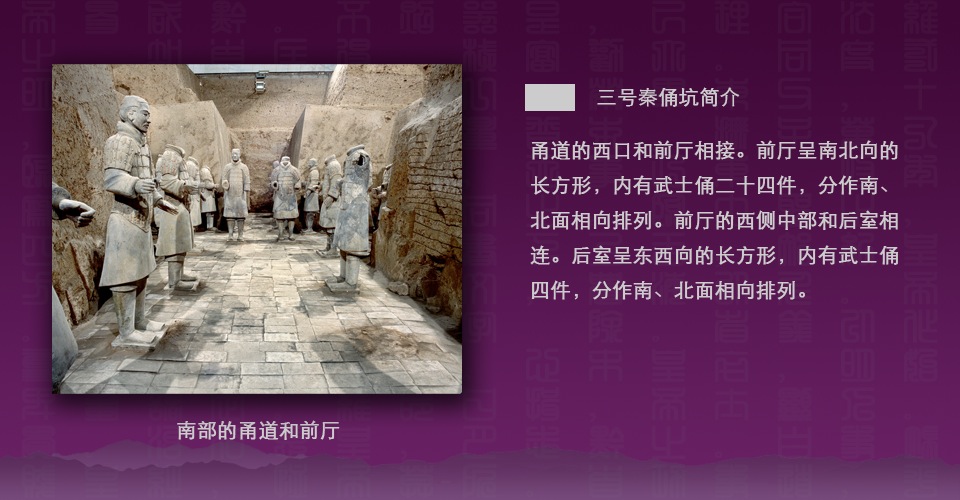 三号秦俑坑简介
甬道的西口和前厅相接。前厅呈南北向的
长方形，内有武士俑二十四件，分作南、
北面相向排列。前厅的西侧中部和后室相
连。后室呈东西向的长方形，内有武士俑
四件，分作南、北面相向排列。
南部的甬道和前厅